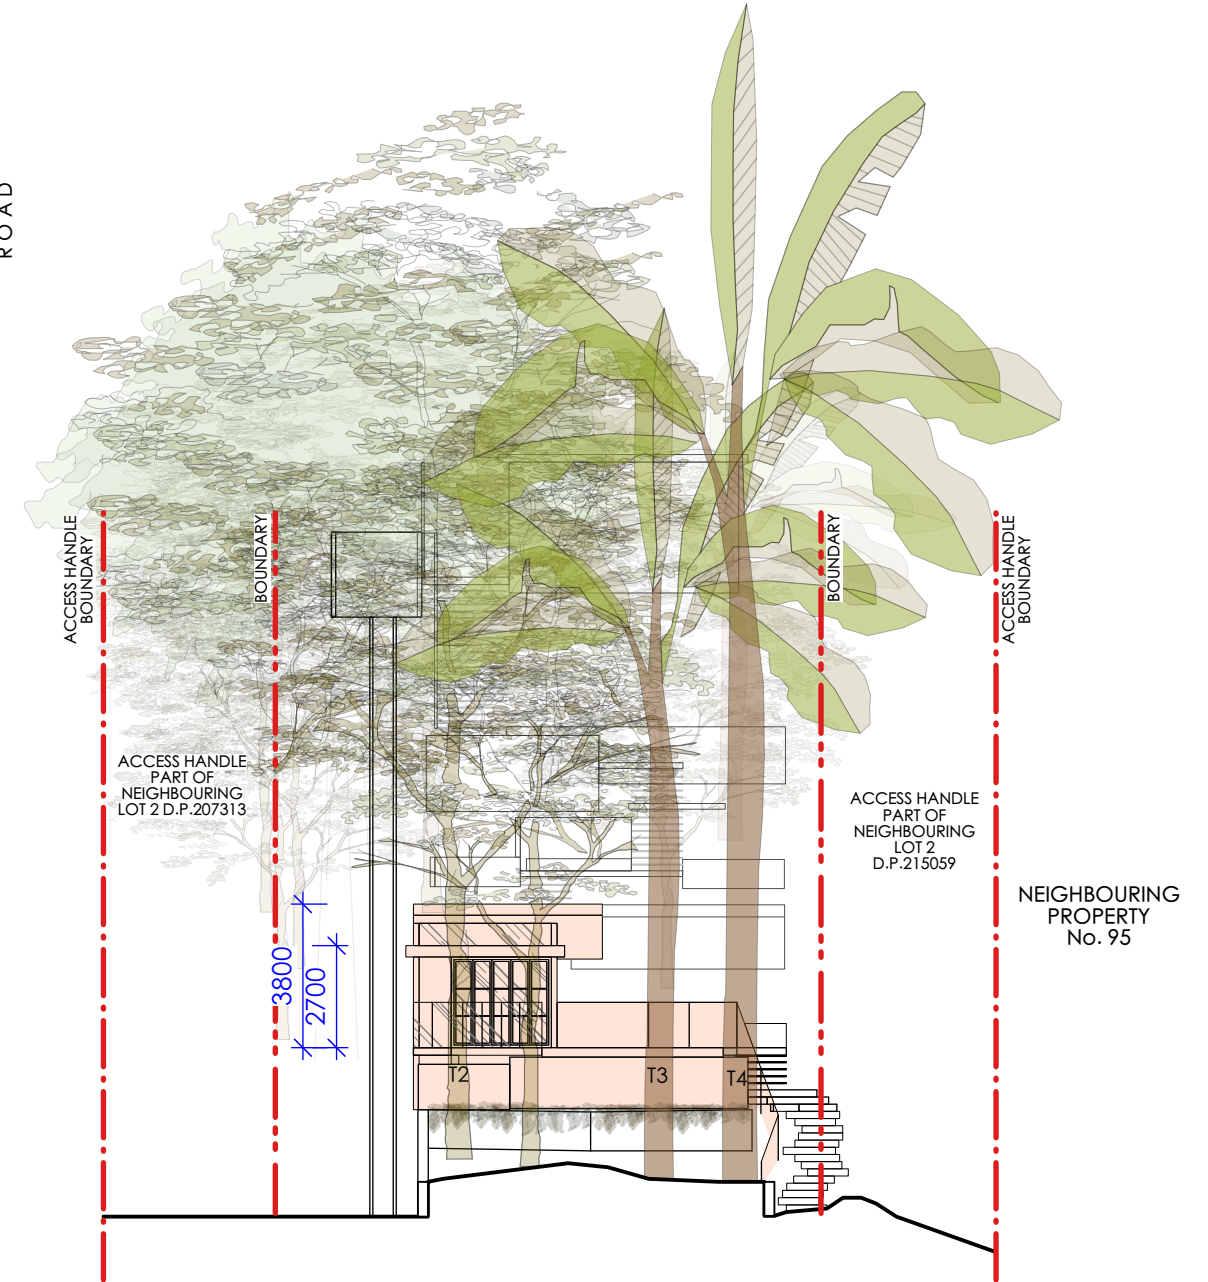 ROAD
ACCESS HANDLE
BOUNDARY
BOUNDARY
BOUNDARY
ACCESS HANDLE
BOUNDARY
ACCESS HANDLE
PART OF
NEIGHBOURING
LOT 2 D.P.207313
ACCESS HANDLE
PART OF
NEIGHBOURING
LOT 2
D.P.215059
NEIGHBOURING
PROPERTY
No. 95
3800
2700
T2
T3
T4